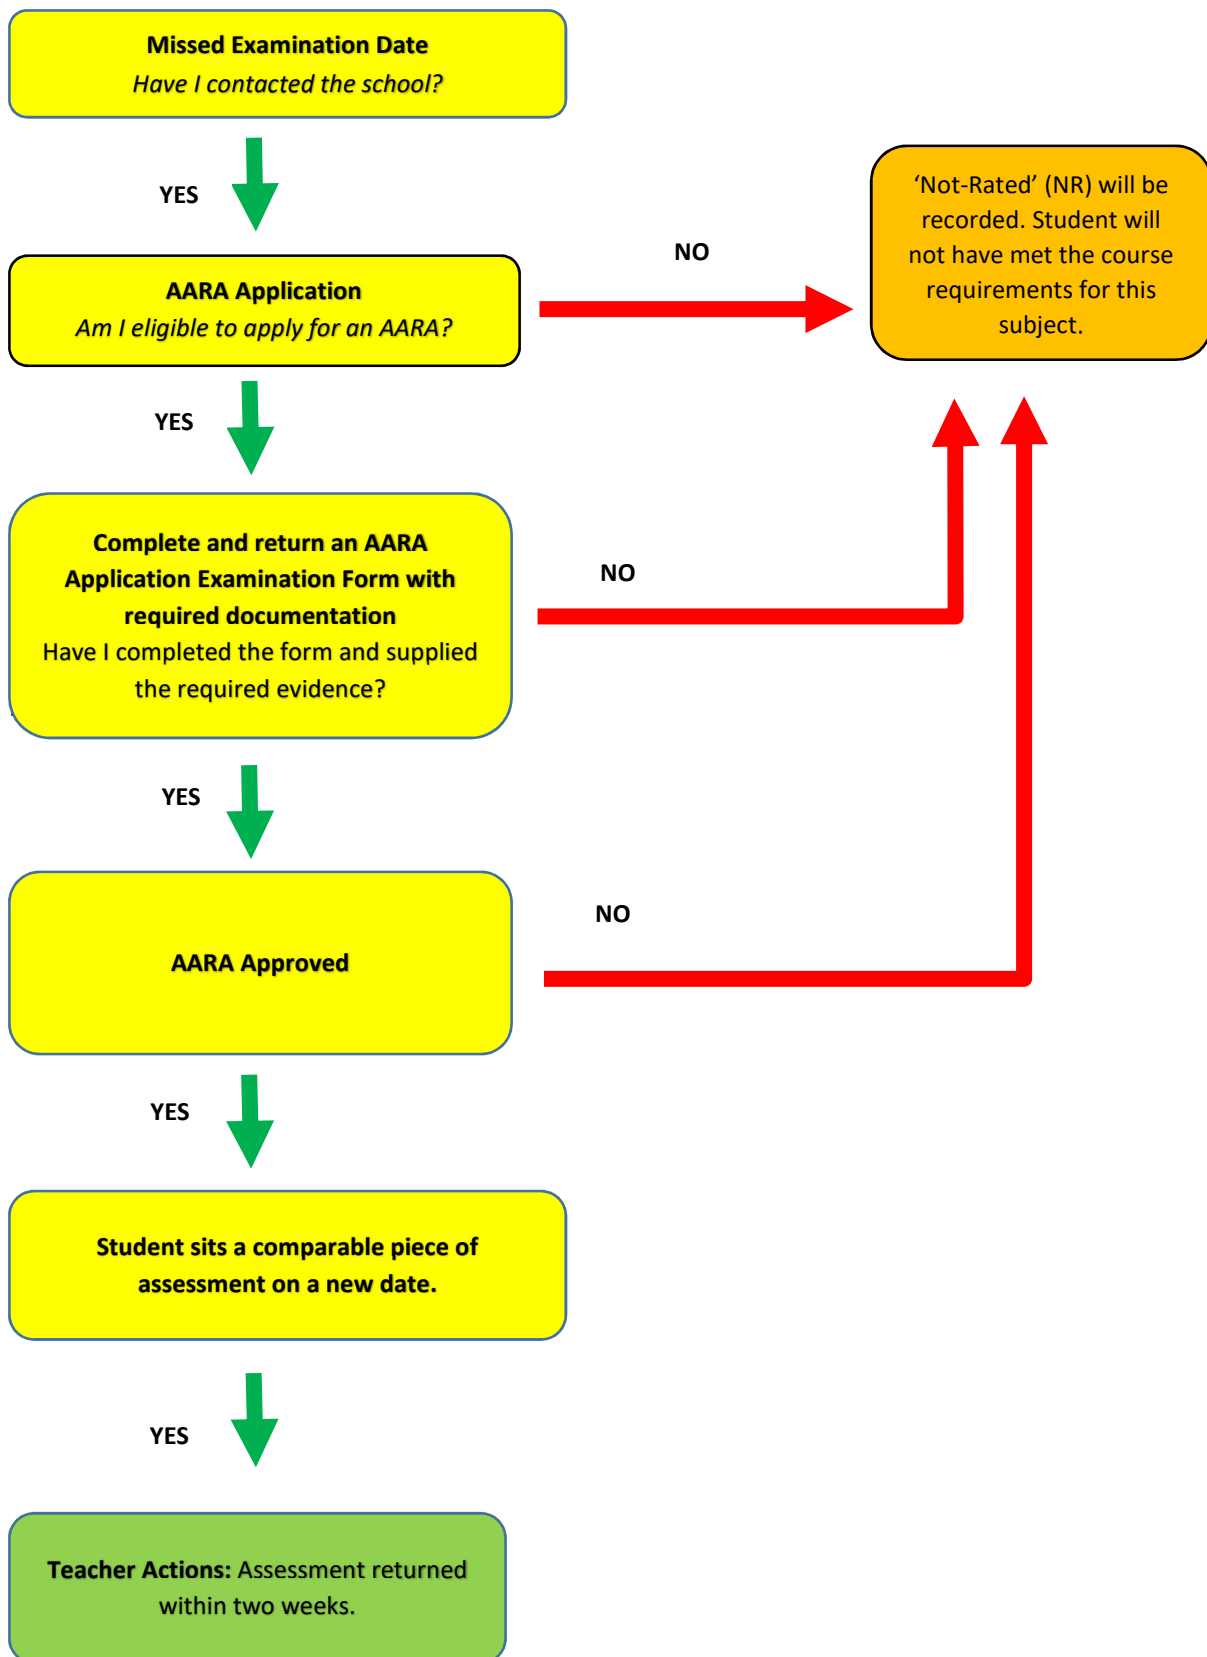 Missed Examination Date
Have I contacted the school?
YES
‘Not-Rated’ (NR) will be
recorded. Student will
not have met the course
requirements for this
subject.
NO
AARA Application
Am I eligible to apply for an AARA?
YES
Complete and return an AARA
Application Examination Form with
required documentation
Have I completed the form and supplied
the required evidence?
NO
YES
AARA Approved
NO
YES
Student sits a comparable piece of
assessment on a new date.
YES
Teacher Actions: Assessment returned
within two weeks.